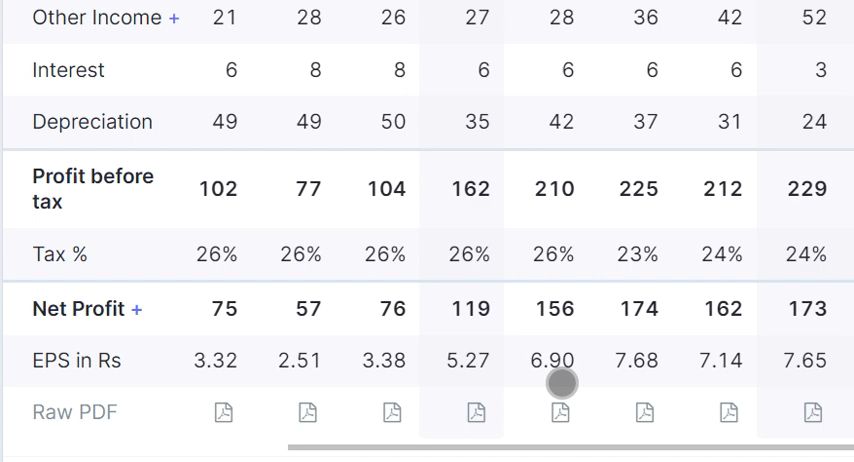 Other Income + 21 28 26 27 28 36 42 52
Interest 6 8 8 6 6 6 6 3
Depreciation 49 49 50 35 42 37 31 24
Profit before tax 102 77 104 162 210 225 212 229
Tax % 26% 26% 26% 26% 26% 23% 24% 24%
Net Profit + 75 57 76 119 156 174 162 173
EPS in Rs 3.32 2.51 3.38 5.27 6.90 7.68 7.14 7.65
Raw PDF